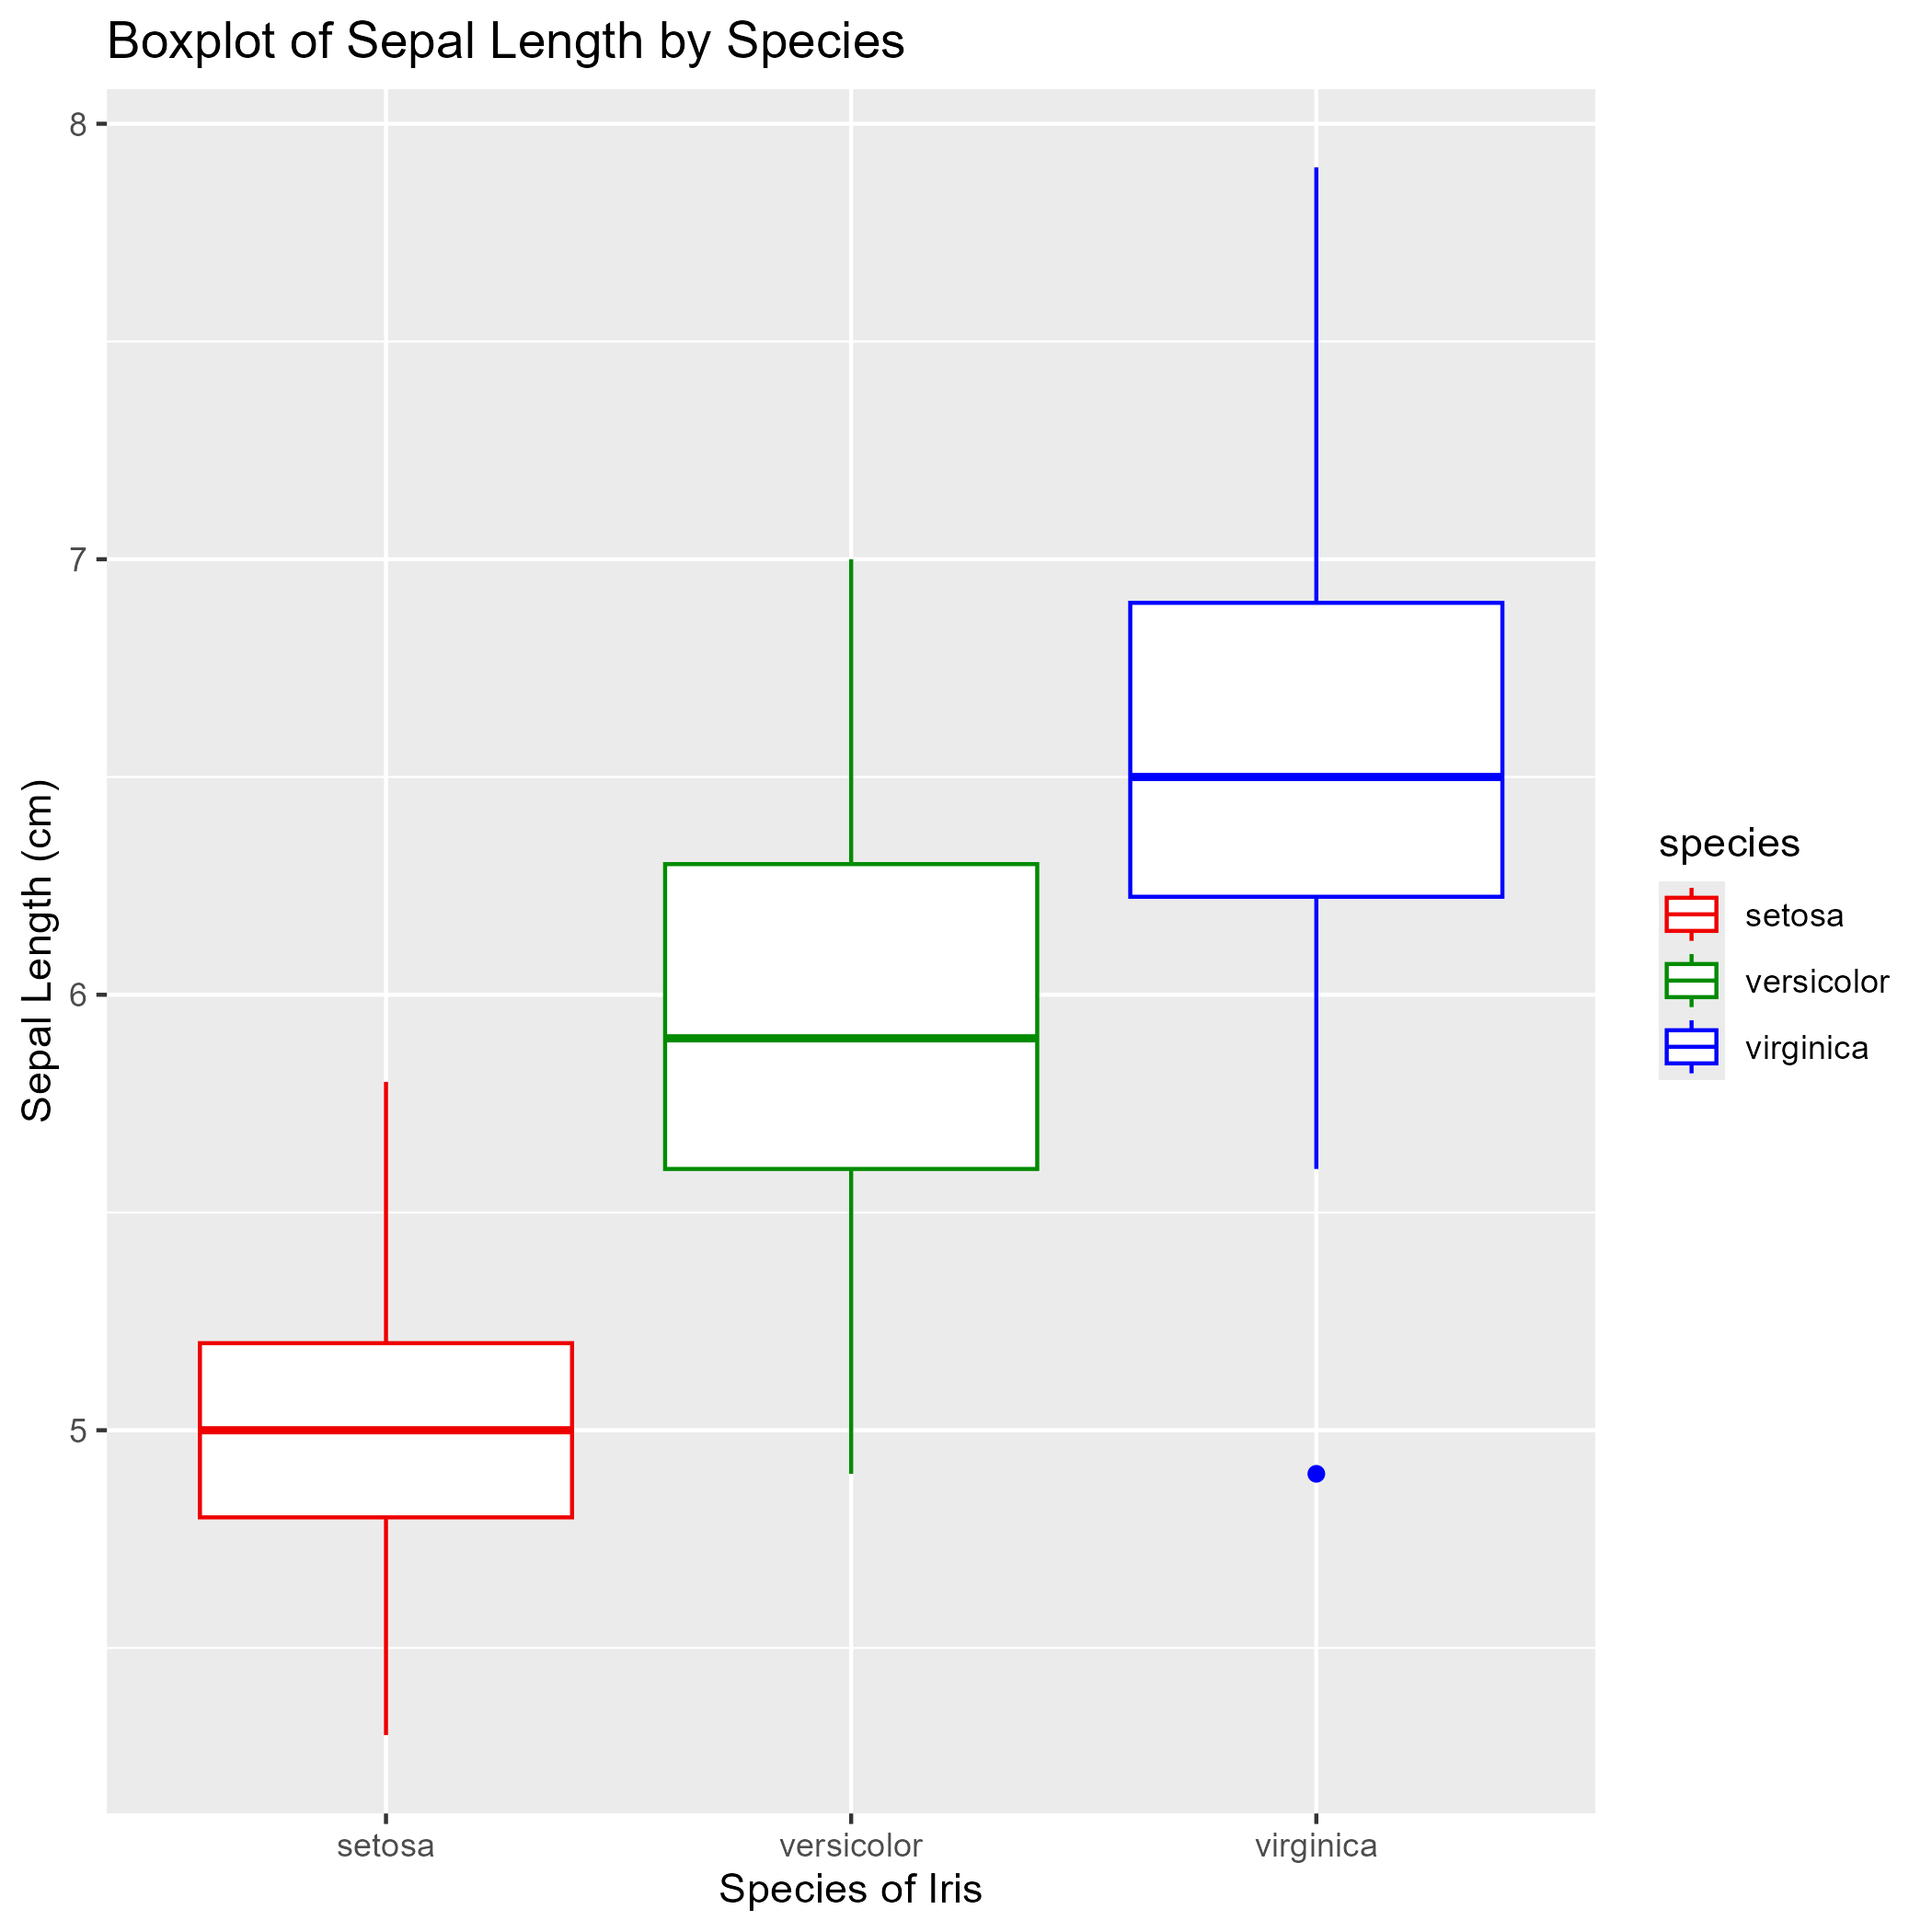 Boxplot of Sepal Length by Species
Sepal Length (cm)
8
7
6
5
setosa versicolor virginica
Species of Iris
species
setosa
versicolor
virginica